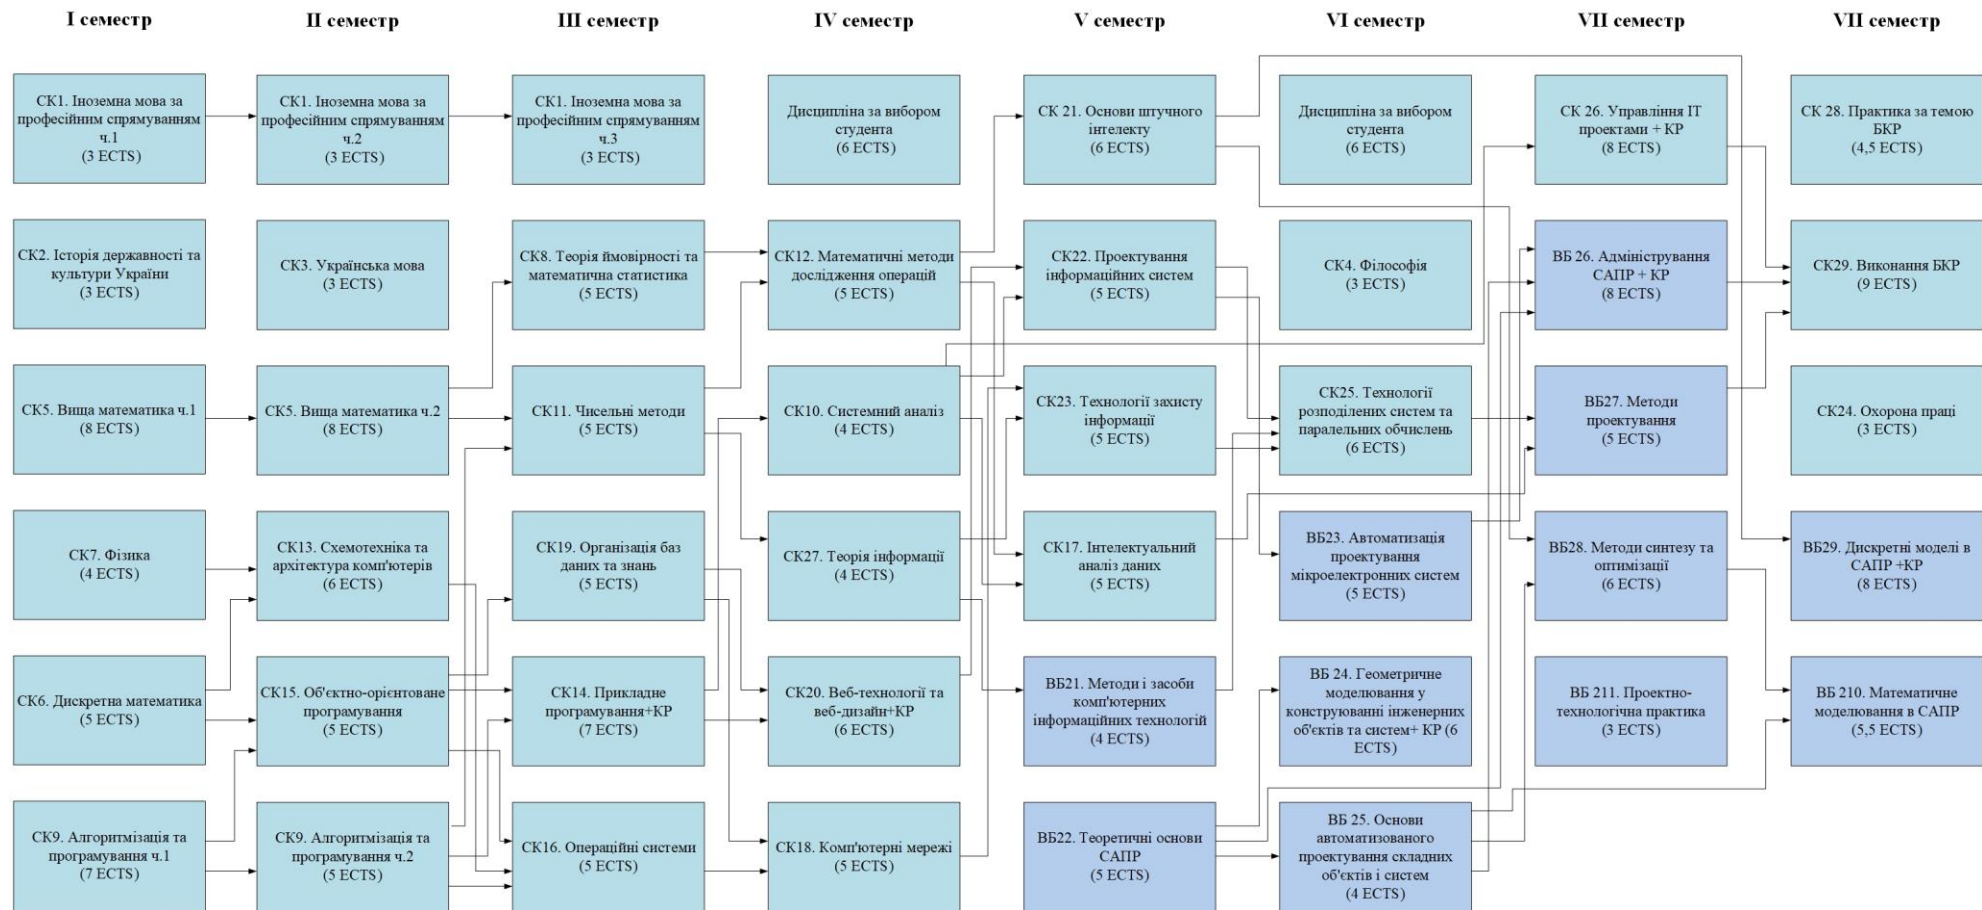 I семестр
II семестр
III семестр
IV семестр
V семестр
VI семестр
VII семестр
VII семестр
СК1. Іноземна мова за
професійним спрямуванням
ч.1
(3 ECTS)
СК1. Іноземна мова за
професійним спрямуванням
ч.2
(3 ECTS)
СК1. Іноземна мова за
професійним спрямуванням
ч.3
(3 ECTS)
Дисципліна за вибором
студента
(6 ECTS)
СК 21. Основи штучного
інтелекту
(6 ECTS)
Дисципліна за вибором
студента
(6 ECTS)
СК 26. Управління ІТ
проектами + КР
(8 ECTS)
СК 28. Практика за темою
БКР
(4,5 ECTS)
СК2. Історія державності та
культури України
(3 ECTS)
СК3. Українська мова
(3 ECTS)
СК8. Теорія ймовірності та
математична статистика
(5 ECTS)
СК12. Математичні методи
дослідження операцій
(5 ECTS)
СК22. Проектування
інформаційних систем
(5 ECTS)
СК4. Філософія
(3 ECTS)
ВБ 26. Адміністрування
САПР + КР
(8 ECTS)
СК29. Виконання БКР
(9 ECTS)
СК5. Вища математика ч.1
(8 ECTS)
СК5. Вища математика ч.2
(8 ECTS)
СК11. Чисельні методи
(5 ECTS)
СК10. Системний аналіз
(4 ECTS)
СК23. Технології захисту
інформації
(5 ECTS)
СК25. Технології
розподілених систем та
паралельних обчислень
(6 ECTS)
ВБ27. Методи
проектування
(5 ECTS)
СК24. Охорона праці
(3 ECTS)
СК7. Фізика
(4 ECTS)
СК13. Схемотехніка та
архітектура комп'ютерів
(6 ECTS)
СК19. Організація баз
даних та знань
(5 ECTS)
СК27. Теорія інформації
(4 ECTS)
СК17. Інтелектуальний
аналіз даних
(5 ECTS)
ВБ23. Автоматизація
проектування
мікроелектронних систем
(5 ECTS)
ВБ28. Методи синтезу та
оптимізації
(6 ECTS)
ВБ29. Дискретні моделі в
САПР +КР
(8 ECTS)
СК6. Дискретна математика
(5 ECTS)
СК15. Об'єктно-орієнтоване
програмування
(5 ECTS)
СК14. Прикладне
програмування+КР
(7 ECTS)
СК20. Веб-технології та
веб-дизайн+КР
(6 ECTS)
ВБ21. Методи і засоби
комп'ютерних
інформаційних технологій
(4 ECTS)
ВБ 24. Геометричне
моделювання у
конструюванні інженерних
об'єктів та систем+ КР (6
ECTS)
ВБ 211. Проектно-
технологічна практика
(3 ECTS)
ВБ 210. Математичне
моделювання в САПР
(5,5 ECTS)
СК9. Алгоритмізація та
програмування ч.1
(7 ECTS)
СК9. Алгоритмізація та
програмування ч.2
(5 ECTS)
СК16. Операційні системи
(5 ECTS)
СК18. Комп'ютерні мережі
(5 ECTS)
ВБ22. Теоретичні основи
САПР
(5 ECTS)
ВБ 25. Основи
автоматизованого
проектування складних
об'єктів і систем
(4 ECTS)